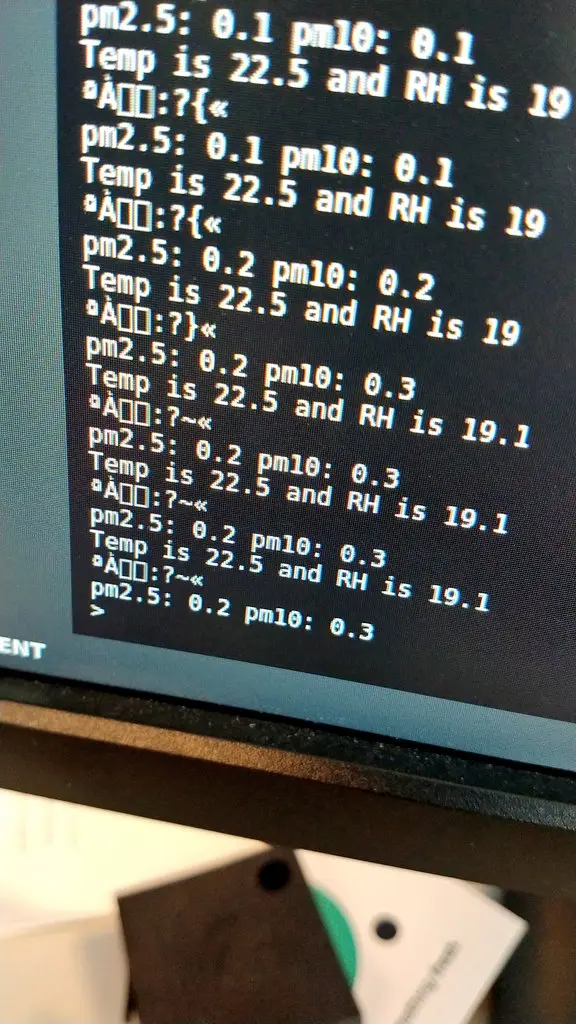 pm2.5: 0.1 pm10: 0.1
Temp is 22.5 and RH is 19
ªÀ▯▯:?{«
pm2.5: 0.1 pm10: 0.1
Temp is 22.5 and RH is 19
ªÀ▯▯:?{«
pm2.5: 0.2 pm10: 0.2
Temp is 22.5 and RH is 19
ªÀ▯▯:?}«
pm2.5: 0.2 pm10: 0.3
Temp is 22.5 and RH is 19.1
ªÀ▯▯:?~«
pm2.5: 0.2 pm10: 0.3
Temp is 22.5 and RH is 19.1
ªÀ▯▯:?~«
pm2.5: 0.2 pm10: 0.3
Temp is 22.5 and RH is 19.1
ªÀ▯▯:?~«
pm2.5: 0.2 pm10: 0.3
>
ENT